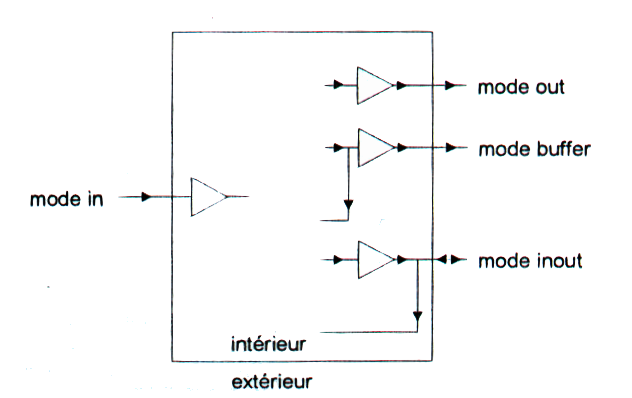 mode out
mode buffer
mode in
mode inout
intérieur
extérieur